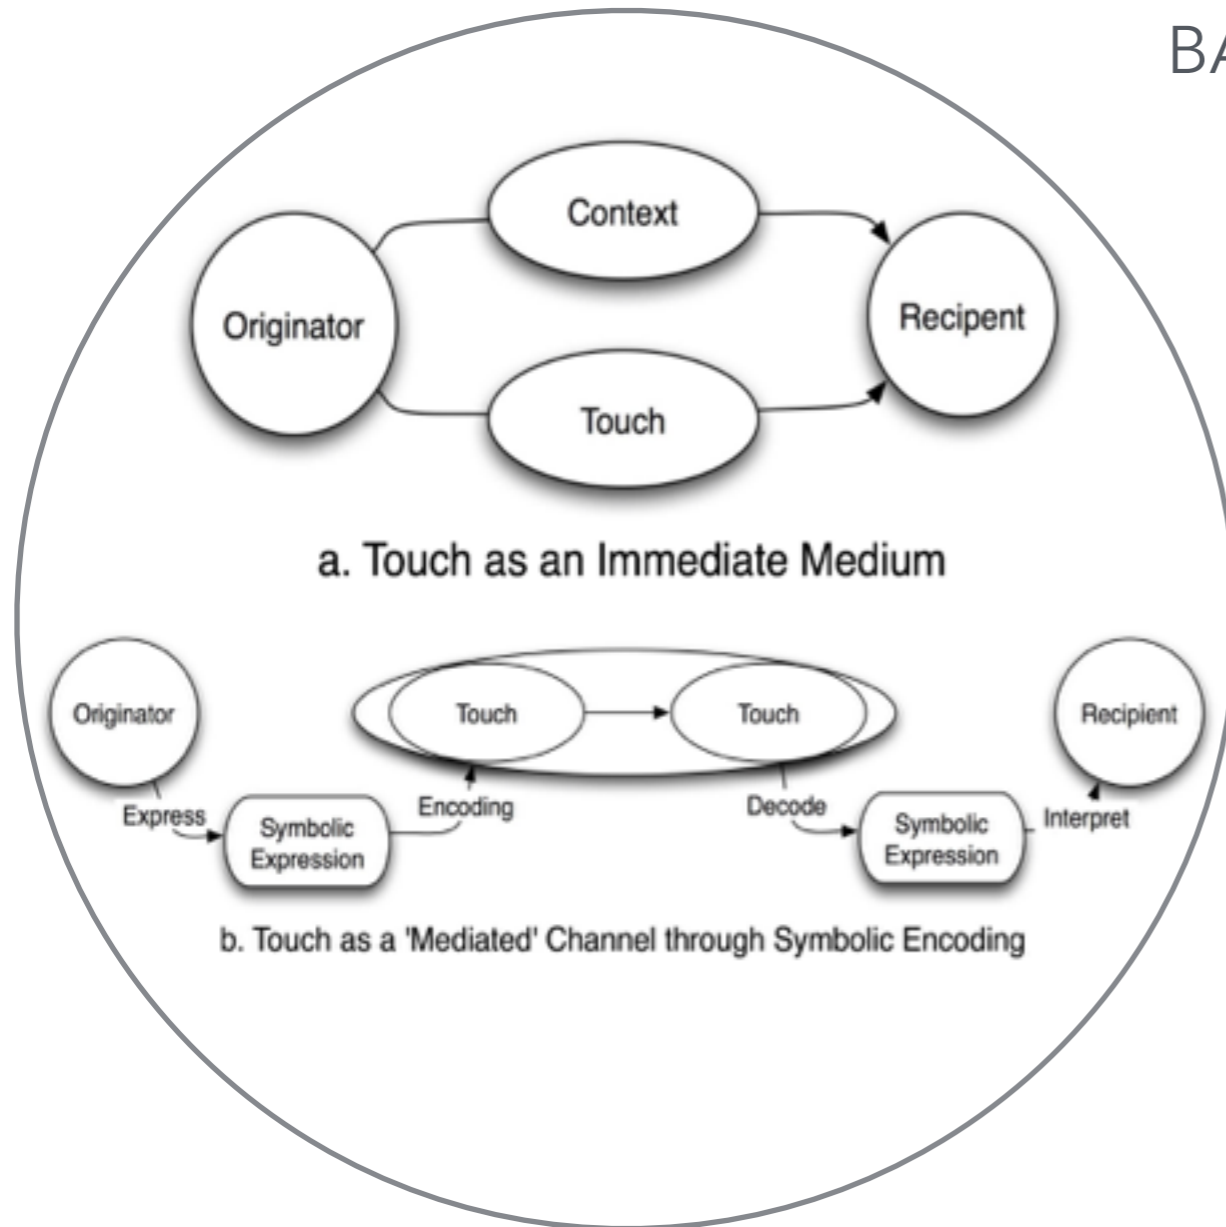 BA
Context
Originator
Recipent
Touch
a. Touch as an Immediate Medium
Originator
Touch
Touch
Recipient
Express
Encoding
Decode
Interpret
Symbolic
Expression
Symbolic
Expression
b. Touch as a 'Mediated' Channel through Symbolic Encoding